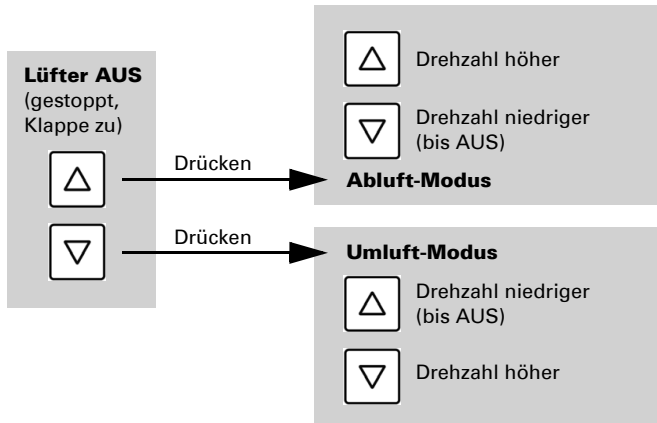 Lüfter AUS
(gestoppt,
Klappe zu)
Drücken
Drücken
Drehzahl höher
Drehzahl niedriger
(bis AUS)
Abluft-Modus
Umluft-Modus
Drehzahl niedriger
(bis AUS)
Drehzahl höher